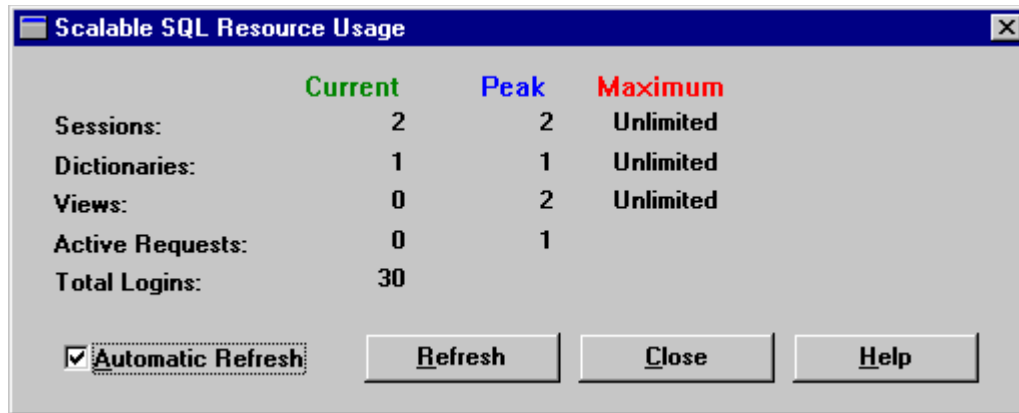 Scalable SQL Resource Usage
Current Peak Maximum
Sessions: 2 2 Unlimited
Dictionaries: 1 1 Unlimited
Views: 0 2 Unlimited
Active Requests: 0 1
Total Logins: 30
Automatic Refresh Refresh Close Help